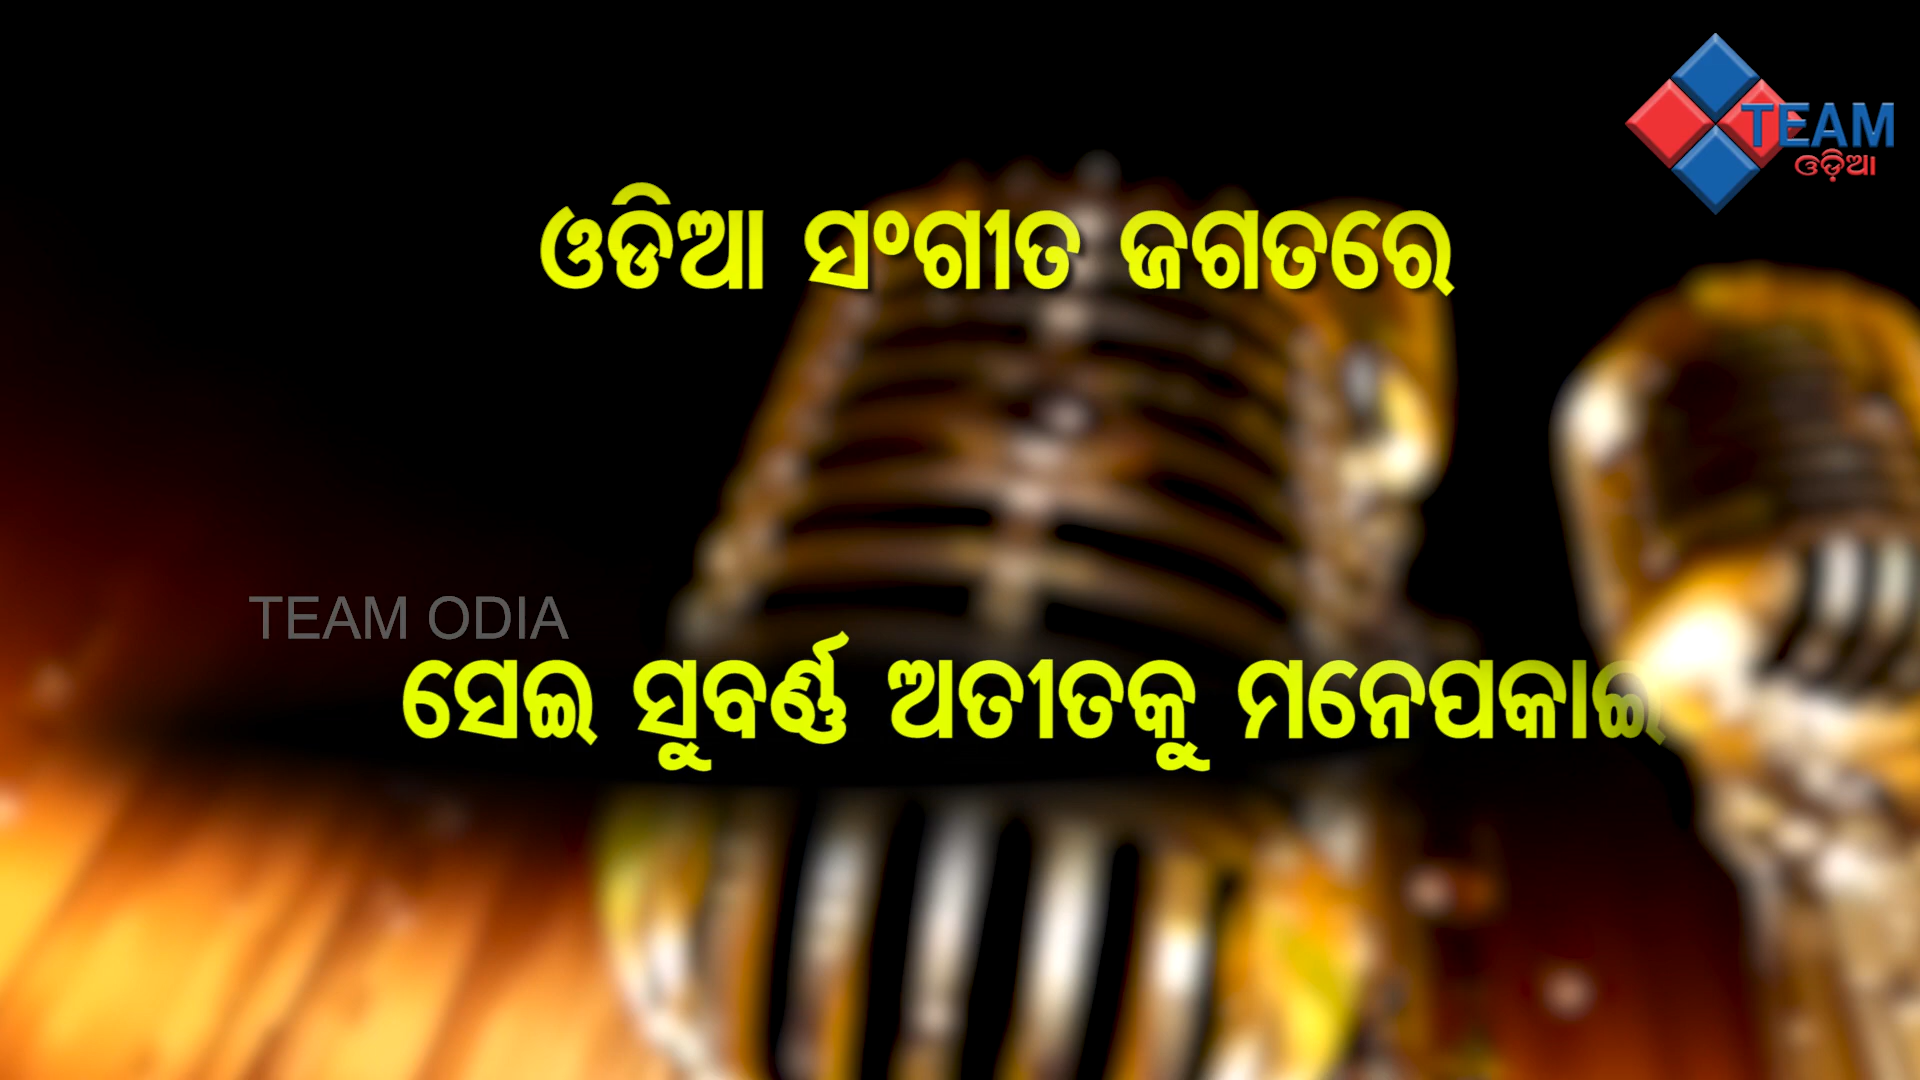 TEAM
ଓଡ଼ିଆ
ଓଡିଆ ସଂଗୀତ ଜଗତରେ
TEAM ODIA
ସେଇ ସୁବର୍ଣ୍ଣ ଅତୀତକୁ ମନେପକାଇ